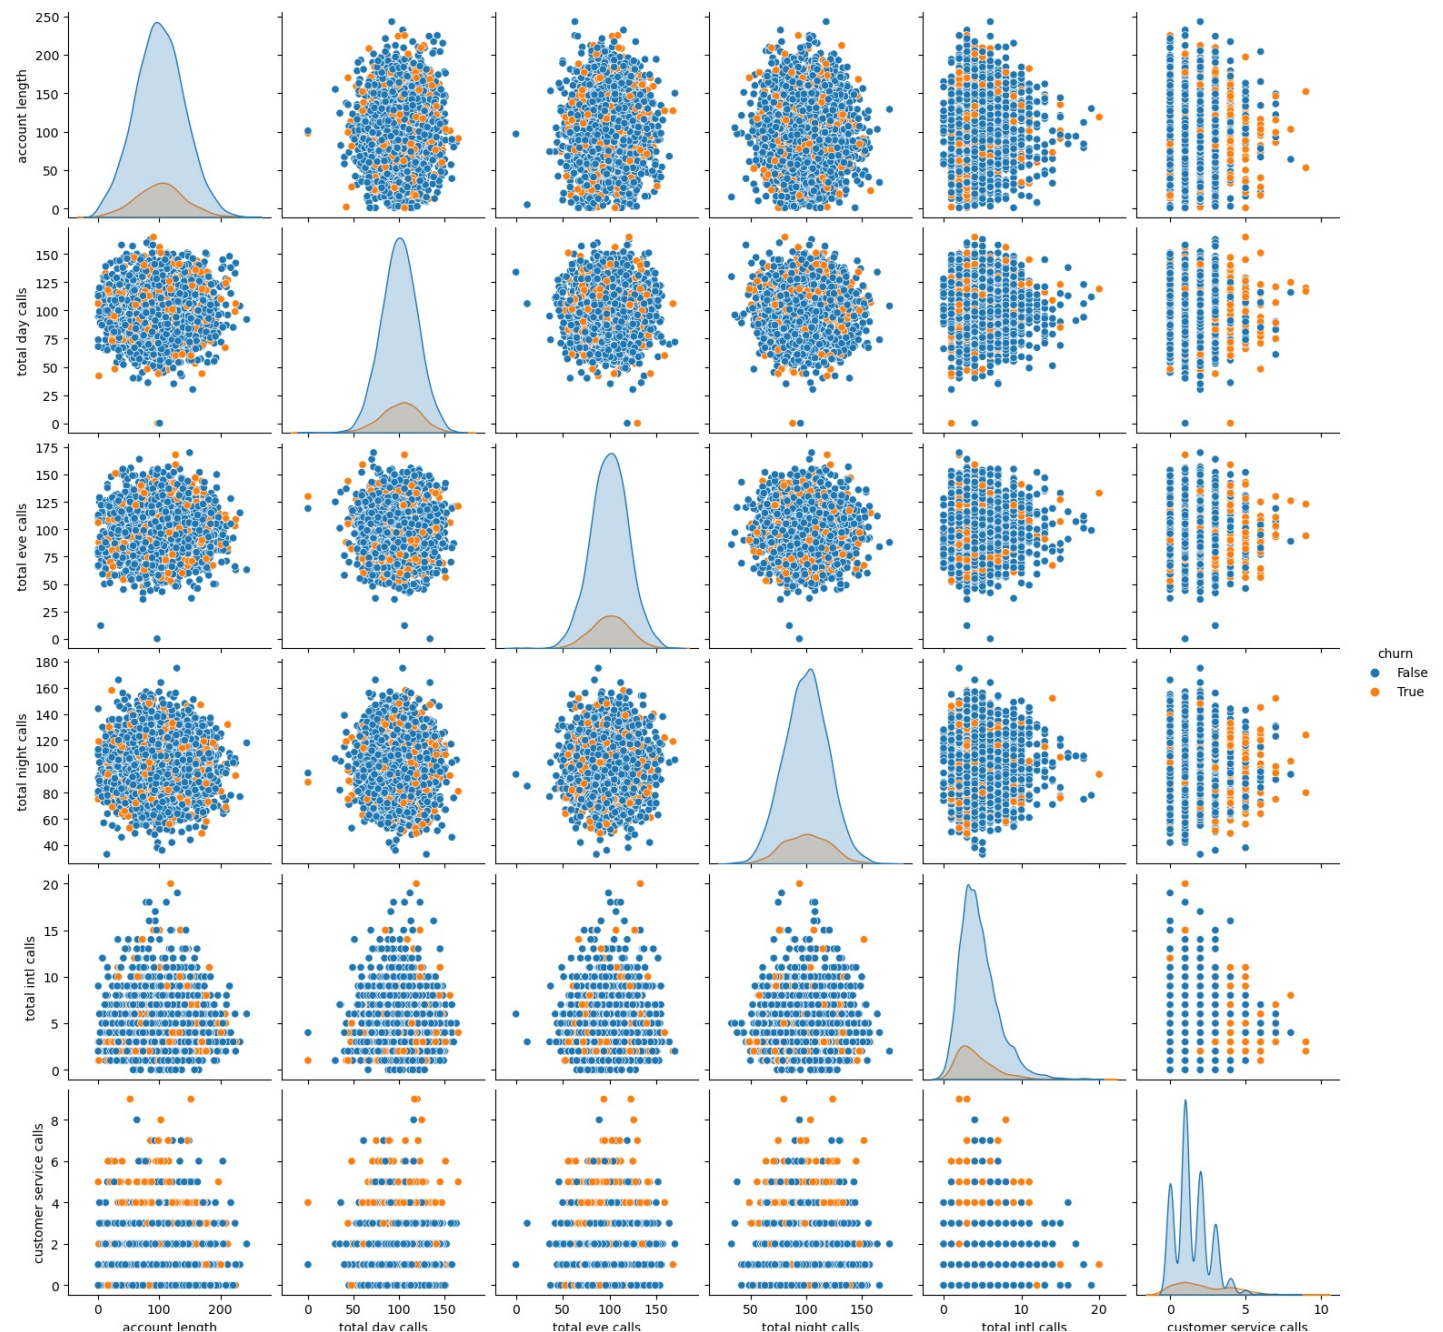 250
200
150
100
50
0
account length
150
125
100
75
50
25
0
total day calls
175
150
125
100
75
50
25
0
total eve calls
churn
False
True
180
160
140
120
100
80
60
40
total night calls
20
15
10
5
0
total intl calls
8
6
4
2
0
customer service calls
0 100 200
0 50 100 150
0 50 100 150
50 100 150
0 10 20
0 5 10
account length
total day calls
total eve calls
total night calls
total intl calls
customer service calls